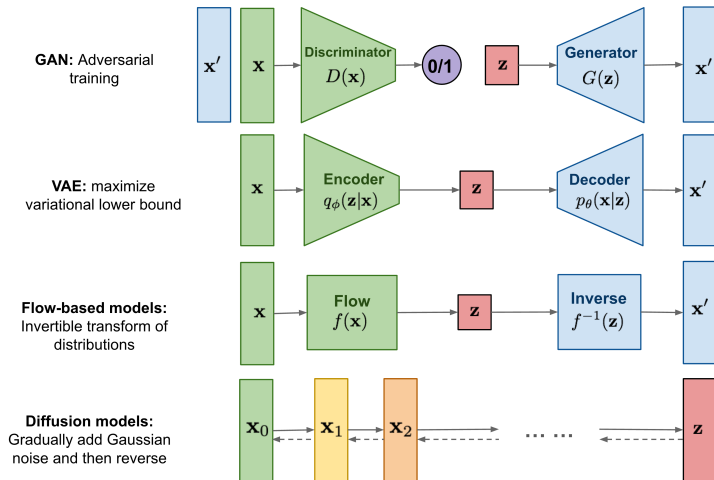 GAN: Adversarial
training
x′
x
Discriminator
D(x)
0/1
z
Generator
G(z)
x′
VAE: maximize
variational lower bound
x
Encoder
qϕ(z|x)
z
Decoder
pθ(x|z)
x′
Flow-based models:
Invertible transform of
distributions
x
Flow
f(x)
z
Inverse
f⁻¹(z)
x′
Diffusion models:
Gradually add Gaussian
noise and then reverse
x₀
x₁
x₂
... ...
z